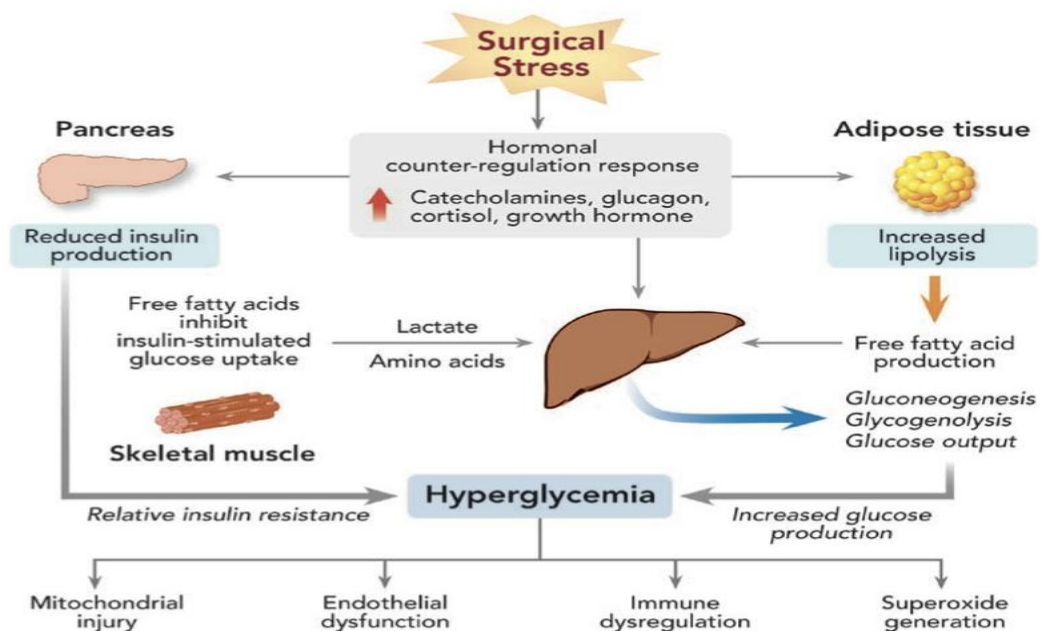 Surgical
Stress
Pancreas
Hormonal
counter-regulation response
Catecholamines, glucagon,
cortisol, growth hormone
Adipose tissue
Reduced insulin
production
Increased
lipolysis
Free fatty acids
inhibit
insulin-stimulated
glucose uptake
Lactate
Amino acids
Free fatty acid
production
Gluconeogenesis
Glycogenolysis
Glucose output
Skeletal muscle
Hyperglycemia
Relative insulin resistance
Increased glucose
production
Mitochondrial
injury
Endothelial
dysfunction
Immune
dysregulation
Superoxide
generation